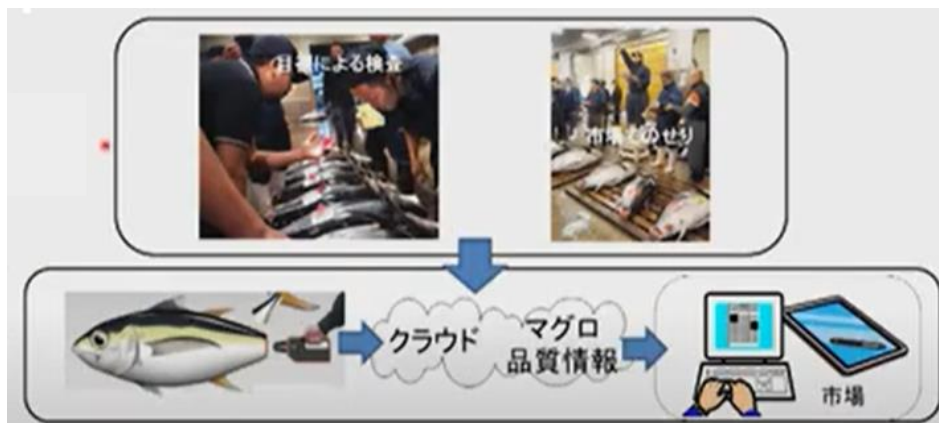 目視による検査
市場でのせり
クラウド
マグロ
品質情報
市場